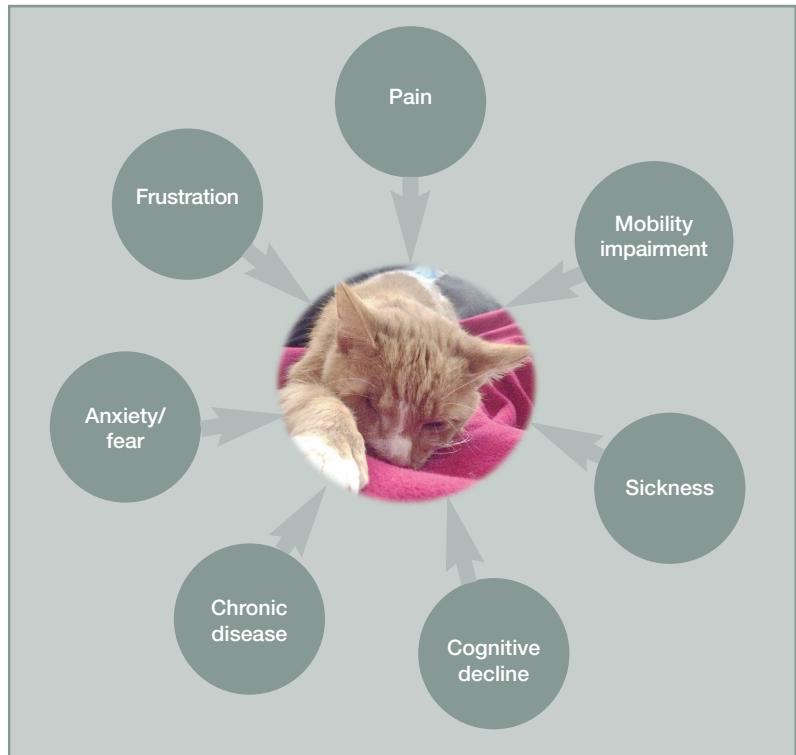 Pain
Frustration
Mobility
impairment
Anxiety/
fear
Sickness
Chronic
disease
Cognitive
decline